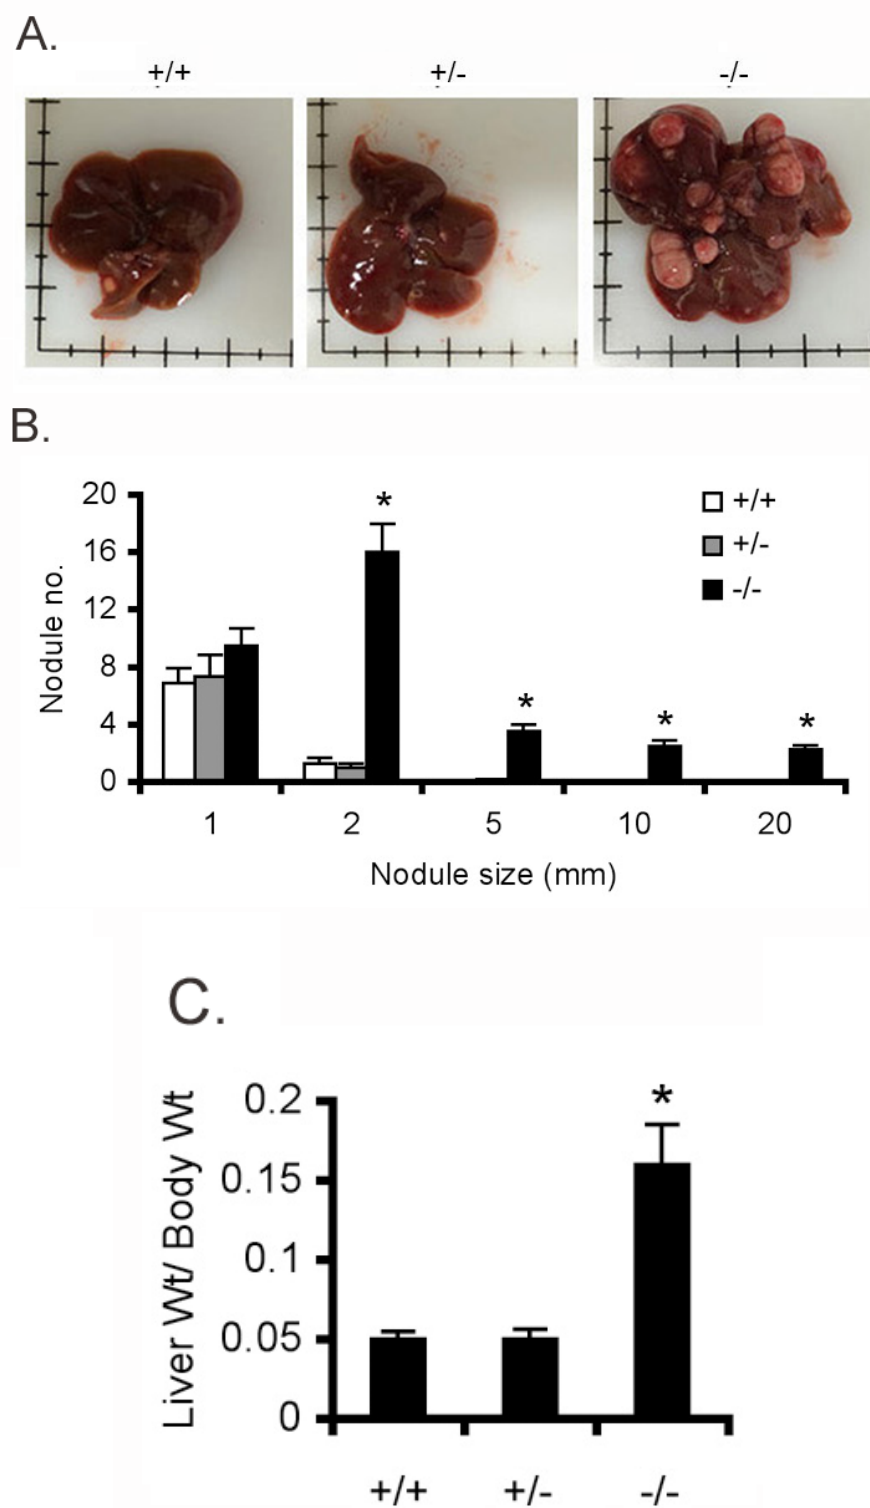 A.
+/+ +/- -/-
B.
20
16
12
8
4
0
Nodule no.
* * * * 
+/+
+/-
-/-
1 2 5 10 20
Nodule size (mm)
C.
0.2
0.15
0.1
0.05
0
Liver Wt/ Body Wt
*
+/+ +/- -/-